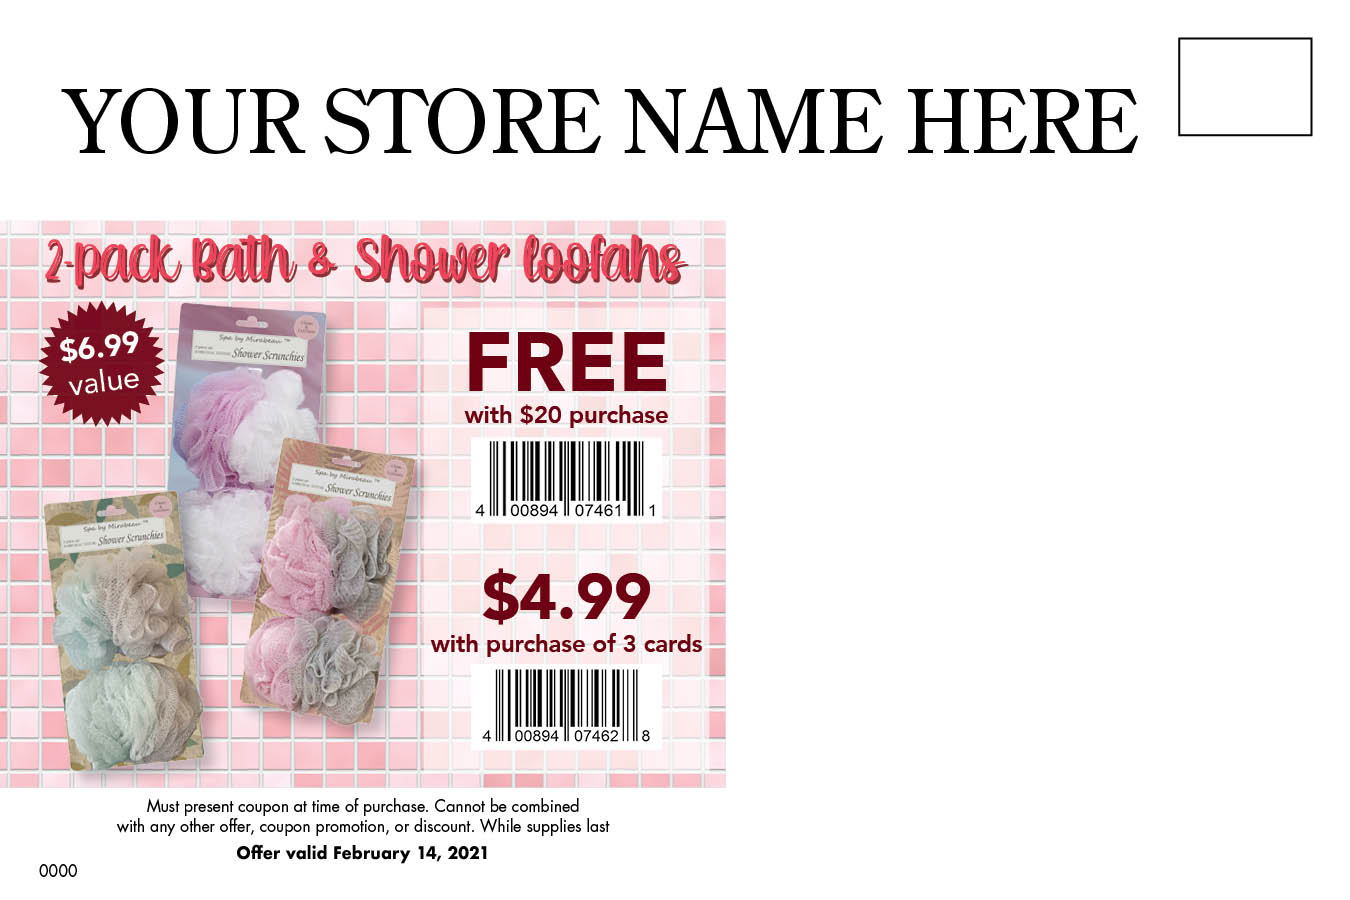 YOUR STORE NAME HERE
2-pack Bath & Shower loofahs
$6.99
value
Spa by Mirabeau ™
Shower Scrunchies
Spa by Mirabeau ™
Shower Scrunchies
Spa by Mirabeau ™
Shower Scrunchies
FREE
with $20 purchase
4 00894 07461 1
$4.99
with purchase of 3 cards
4 00894 07462 8
Must present coupon at time of purchase. Cannot be combined
with any other offer, coupon promotion, or discount. While supplies last
Offer valid February 14, 2021
0000